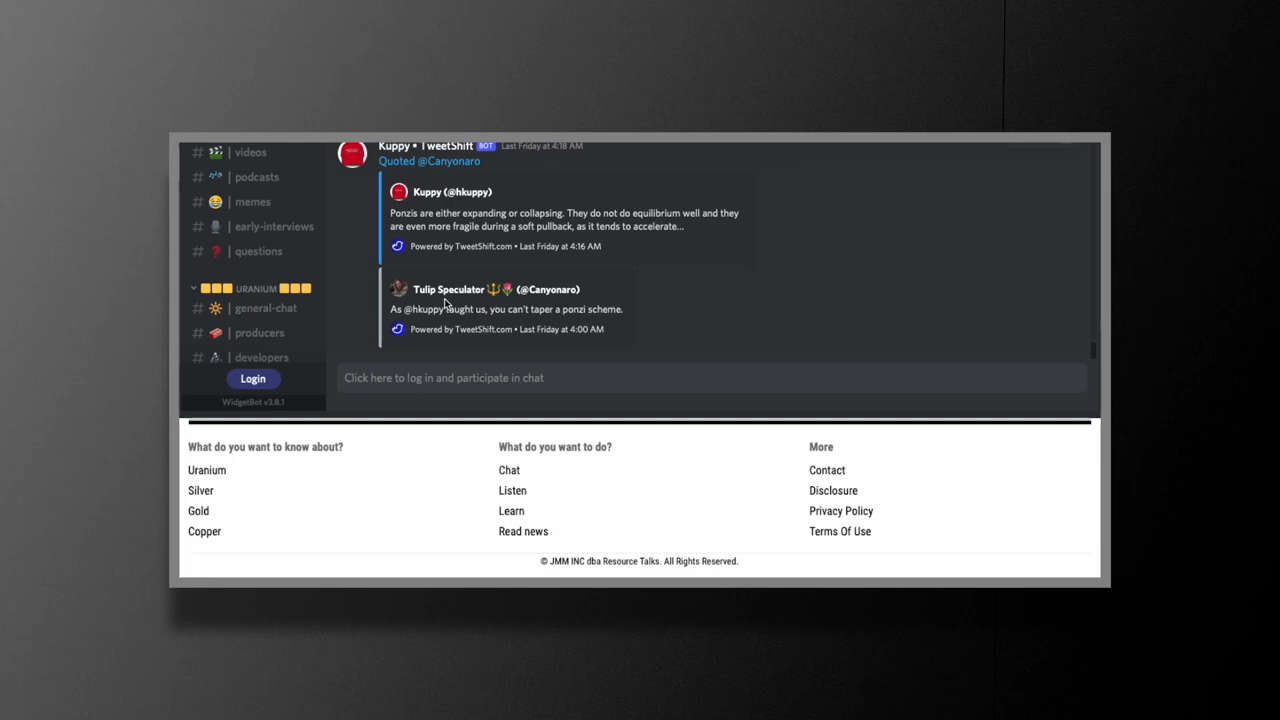 # | videos
# | podcasts
# | memes
# | early-interviews
# | questions
URANIUM
# | general-chat
# | producers
# | developers
Login
WidgetBot v3.8.1
Kuppy • TweetShift BOT Last Friday at 4:18 AM
Quoted @Canyonaro
Kuppy (@hkuppy)
Ponzis are either expanding or collapsing. They do not do equilibrium well and they
are even more fragile during a soft pullback, as it tends to accelerate...
Powered by TweetShift.com • Last Friday at 4:16 AM
Tulip Speculator 🔱🌷 (@Canyonaro)
As @hkuppy taught us, you can't taper a ponzi scheme.
Powered by TweetShift.com • Last Friday at 4:00 AM
Click here to log in and participate in chat
What do you want to know about?
Uranium
Silver
Gold
Copper
What do you want to do?
Chat
Listen
Learn
Read news
More
Contact
Disclosure
Privacy Policy
Terms Of Use
© JMM INC dba Resource Talks. All Rights Reserved.